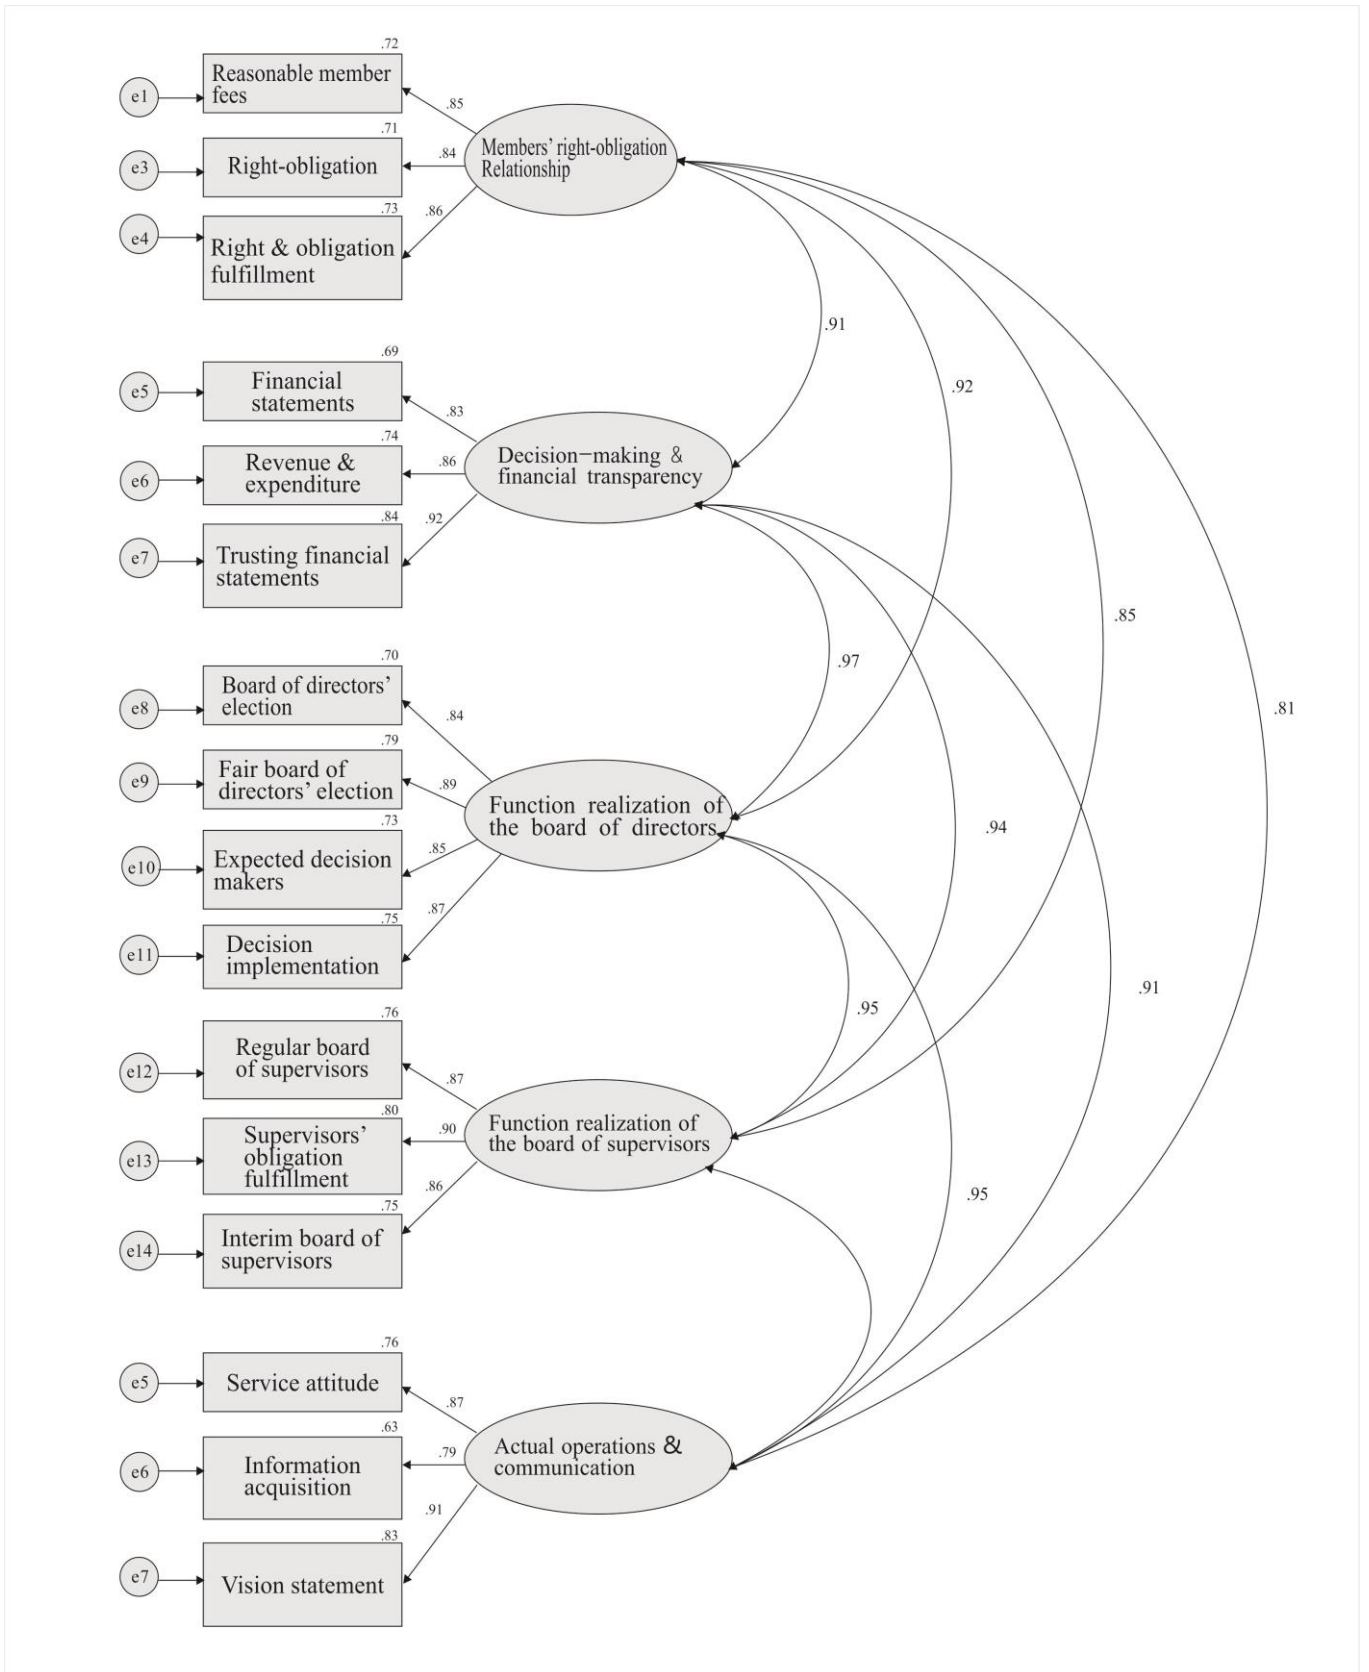 .72
Reasonable member
fees
e1
.85
Members' right-obligation
Relationship
.71
Right-obligation
e3
.84
.73
Right & obligation
fulfillment
e4
.86
.91
.92
.69
Financial
statements
e5
.83
Decision-making &
financial transparency
.74
Revenue &
expenditure
e6
.86
.84
Trusting financial
statements
e7
.92
.85
.97
.81
.70
Board of directors'
election
e8
.84
.79
Fair board of
directors' election
e9
.89
Function realization of
the board of directors
.73
Expected decision
makers
e10
.85
.94
.75
Decision
implementation
e11
.87
.91
.95
.76
Regular board
of supervisors
e12
.87
Function realization of
the board of supervisors
.80
Supervisors'
obligation
fulfillment
e13
.90
.86
.95
.75
Interim board of
supervisors
e14
.76
Service attitude
e5
.87
Actual operations &
communication
.63
Information
acquisition
e6
.79
.91
.83
Vision statement
e7